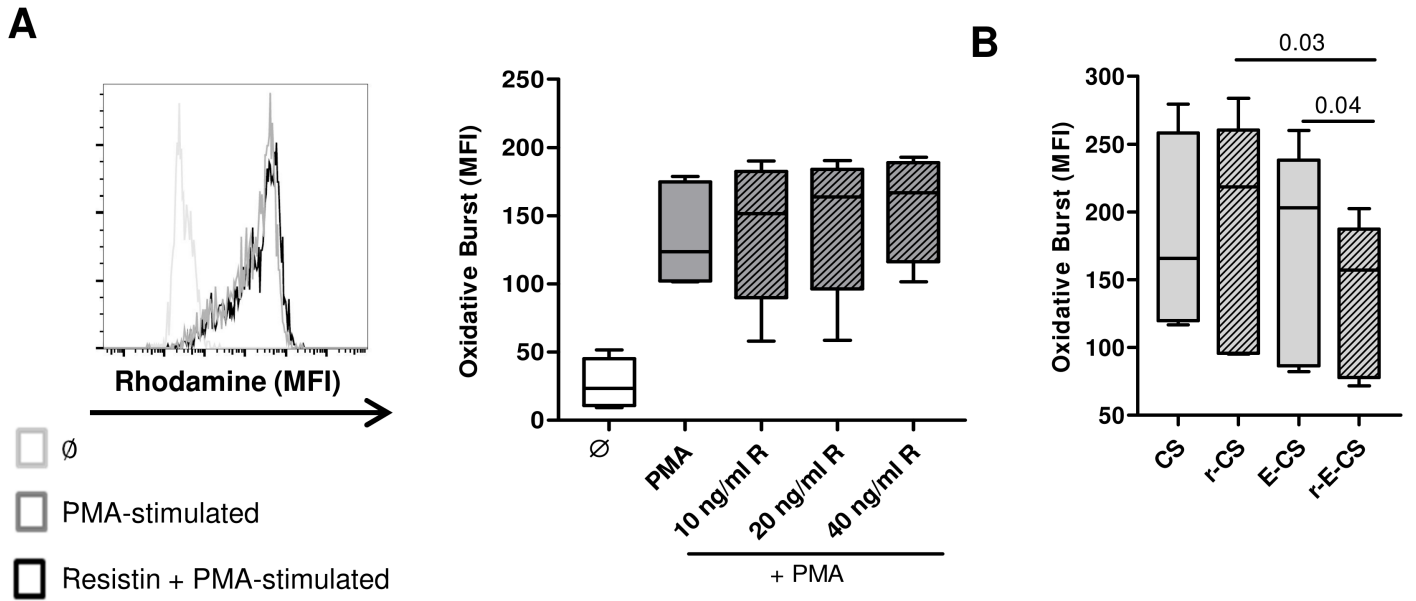 A
Rhodamine (MFI)
Ø
PMA-stimulated
Resistin + PMA-stimulated
Oxidative Burst (MFI)
250
200
150
100
50
0
Ø
PMA
10 ng/ml R
20 ng/ml R
40 ng/ml R
+ PMA
B
0.03
0.04
Oxidative Burst (MFI)
300
250
200
150
100
50
CS
r-CS
E-CS
r-E-CS